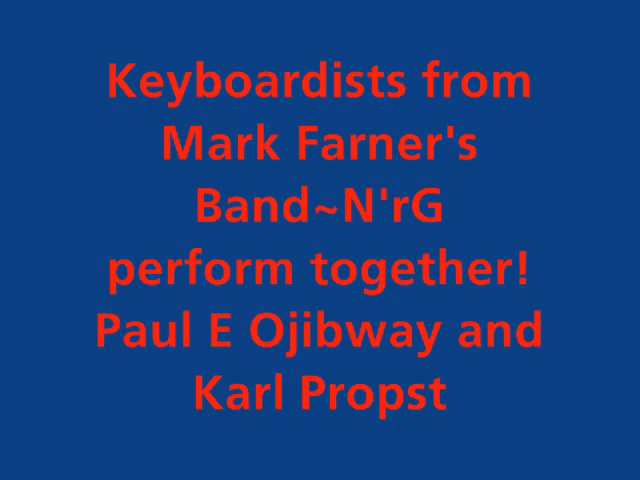 Keyboardists from
Mark Farner's
Band~N'rG
perform together!
Paul E Ojibway and
Karl Propst